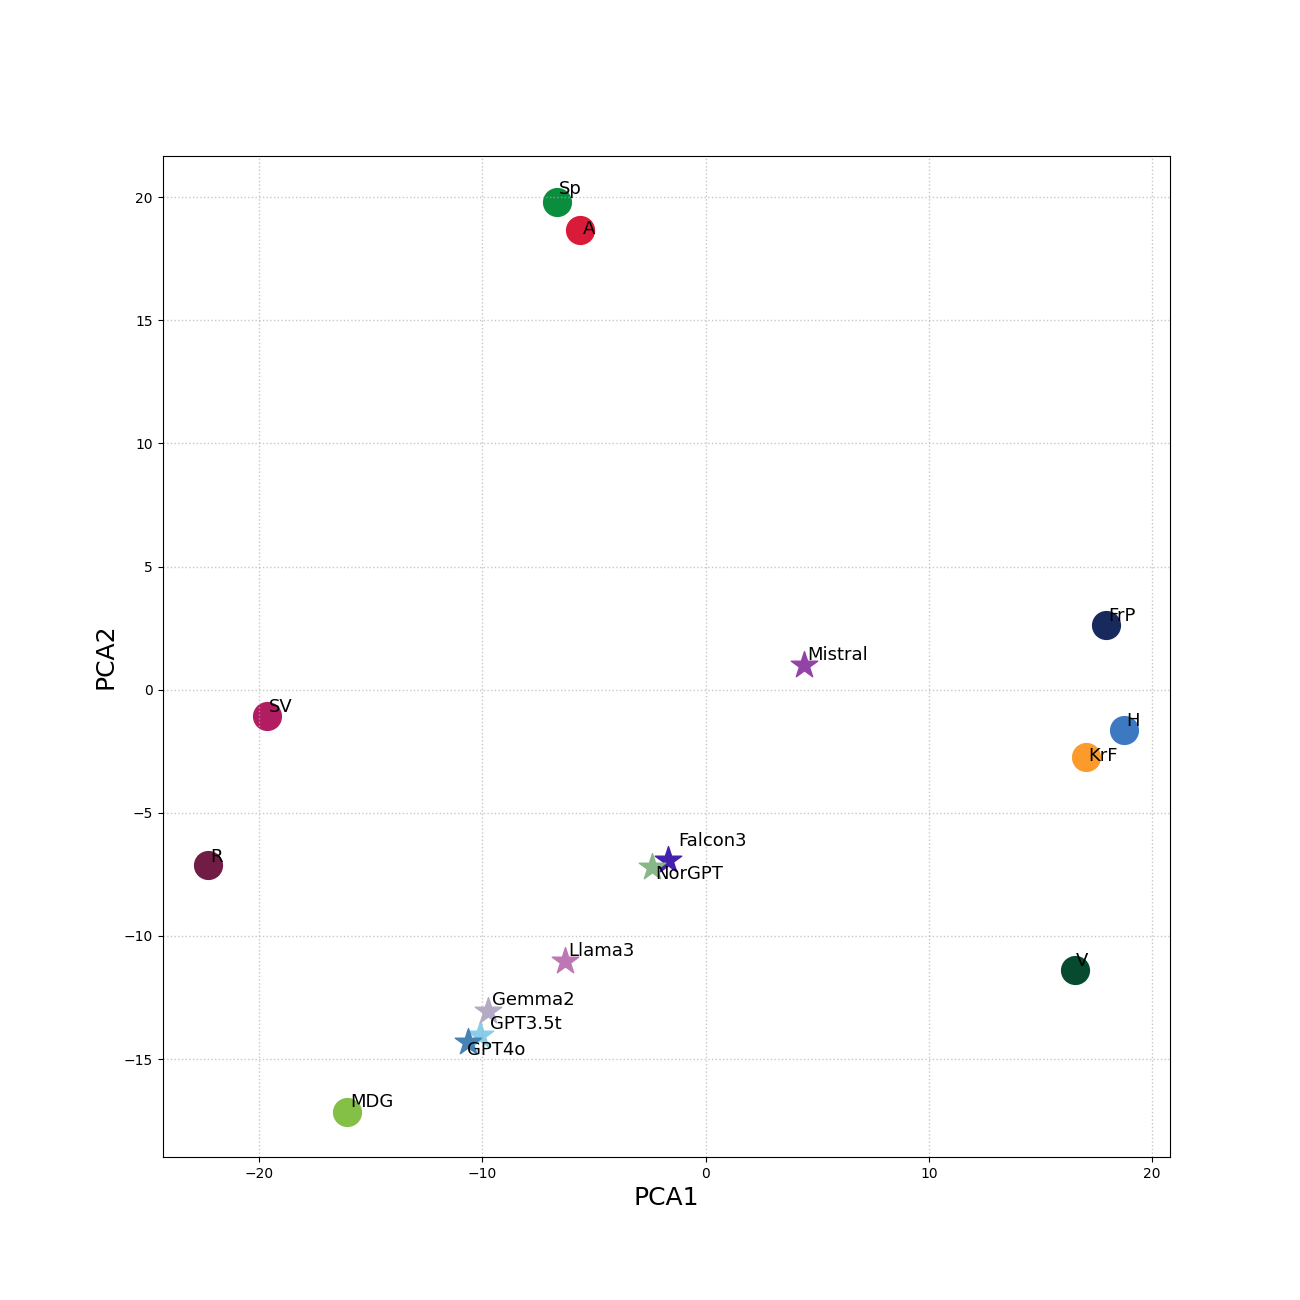 Sp
A
20
15
10
5
0
−5
−10
−15
PCA2
FrP
Mistral
SV
H
KrF
Falcon3
R
NorGPT
Llama3
V
Gemma2
GPT3.5t
GPT4o
MDG
−20
−10
0
10
20
PCA1